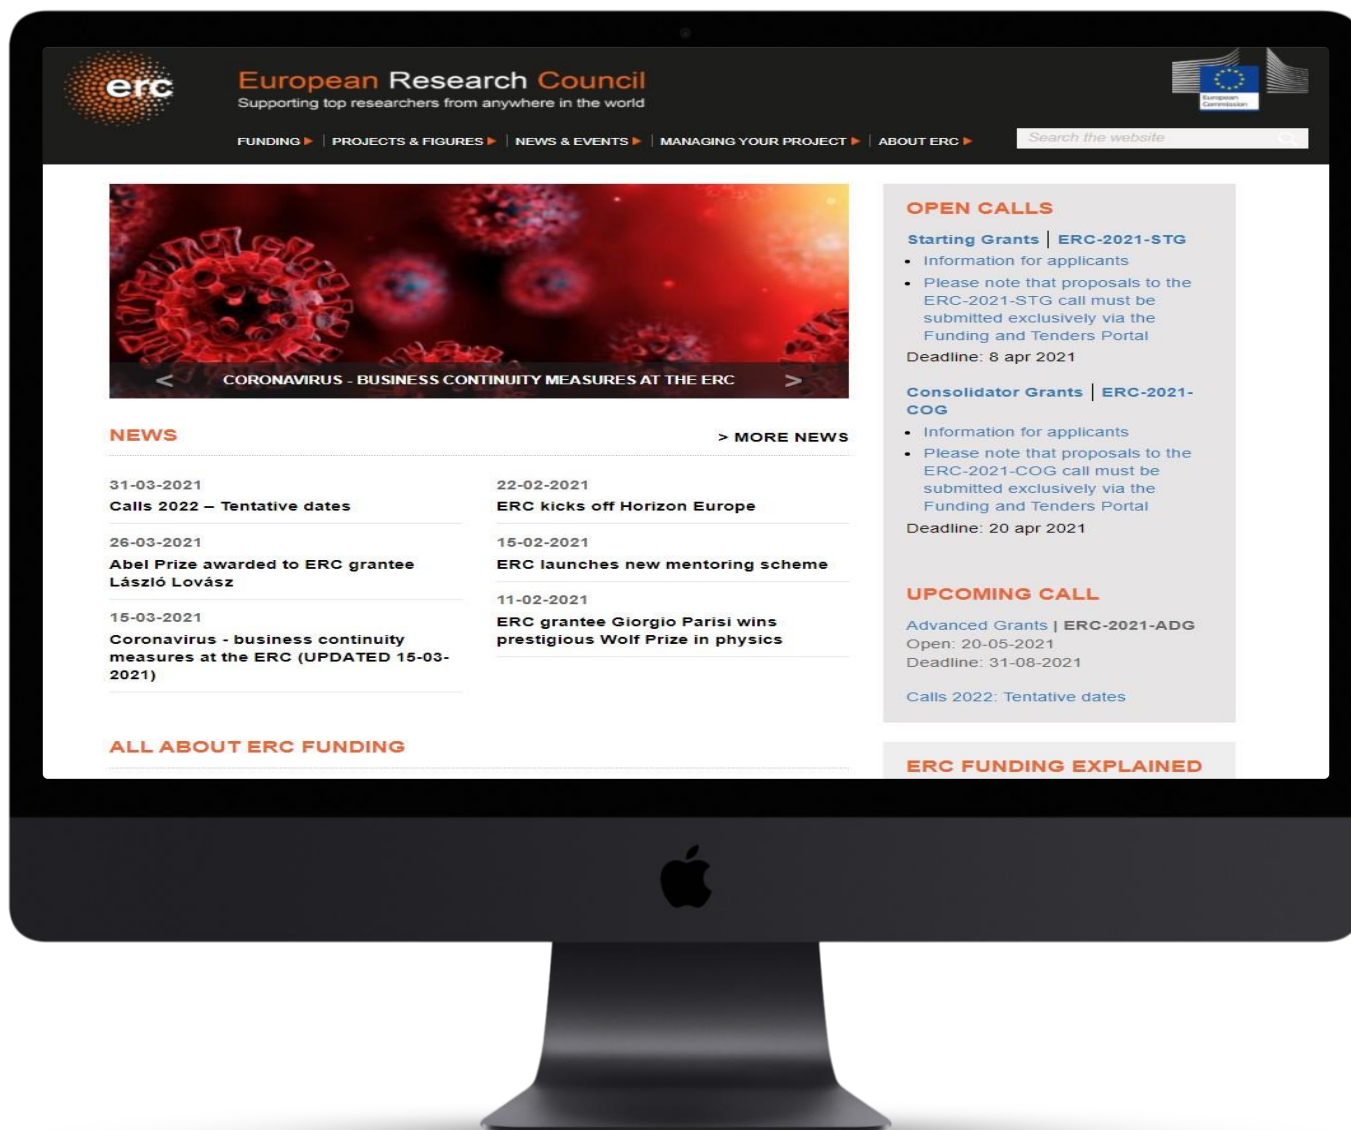 erc
European Research Council
Supporting top researchers from anywhere in the world
European
Commission
FUNDING | PROJECTS & FIGURES | NEWS & EVENTS | MANAGING YOUR PROJECT | ABOUT ERC
Search the website
< CORONAVIRUS - BUSINESS CONTINUITY MEASURES AT THE ERC >
NEWS
> MORE NEWS
31-03-2021
Calls 2022 – Tentative dates
26-03-2021
Abel Prize awarded to ERC grantee
László Lovász
15-03-2021
Coronavirus - business continuity
measures at the ERC (UPDATED 15-03-
2021)
22-02-2021
ERC kicks off Horizon Europe
15-02-2021
ERC launches new mentoring scheme
11-02-2021
ERC grantee Giorgio Parisi wins
prestigious Wolf Prize in physics
ALL ABOUT ERC FUNDING
OPEN CALLS
Starting Grants | ERC-2021-STG
• Information for applicants
• Please note that proposals to the
ERC-2021-STG call must be
submitted exclusively via the
Funding and Tenders Portal
Deadline: 8 apr 2021
Consolidator Grants | ERC-2021-
COG
• Information for applicants
• Please note that proposals to the
ERC-2021-COG call must be
submitted exclusively via the
Funding and Tenders Portal
Deadline: 20 apr 2021
UPCOMING CALL
Advanced Grants | ERC-2021-ADG
Open: 20-05-2021
Deadline: 31-08-2021
Calls 2022: Tentative dates
ERC FUNDING EXPLAINED